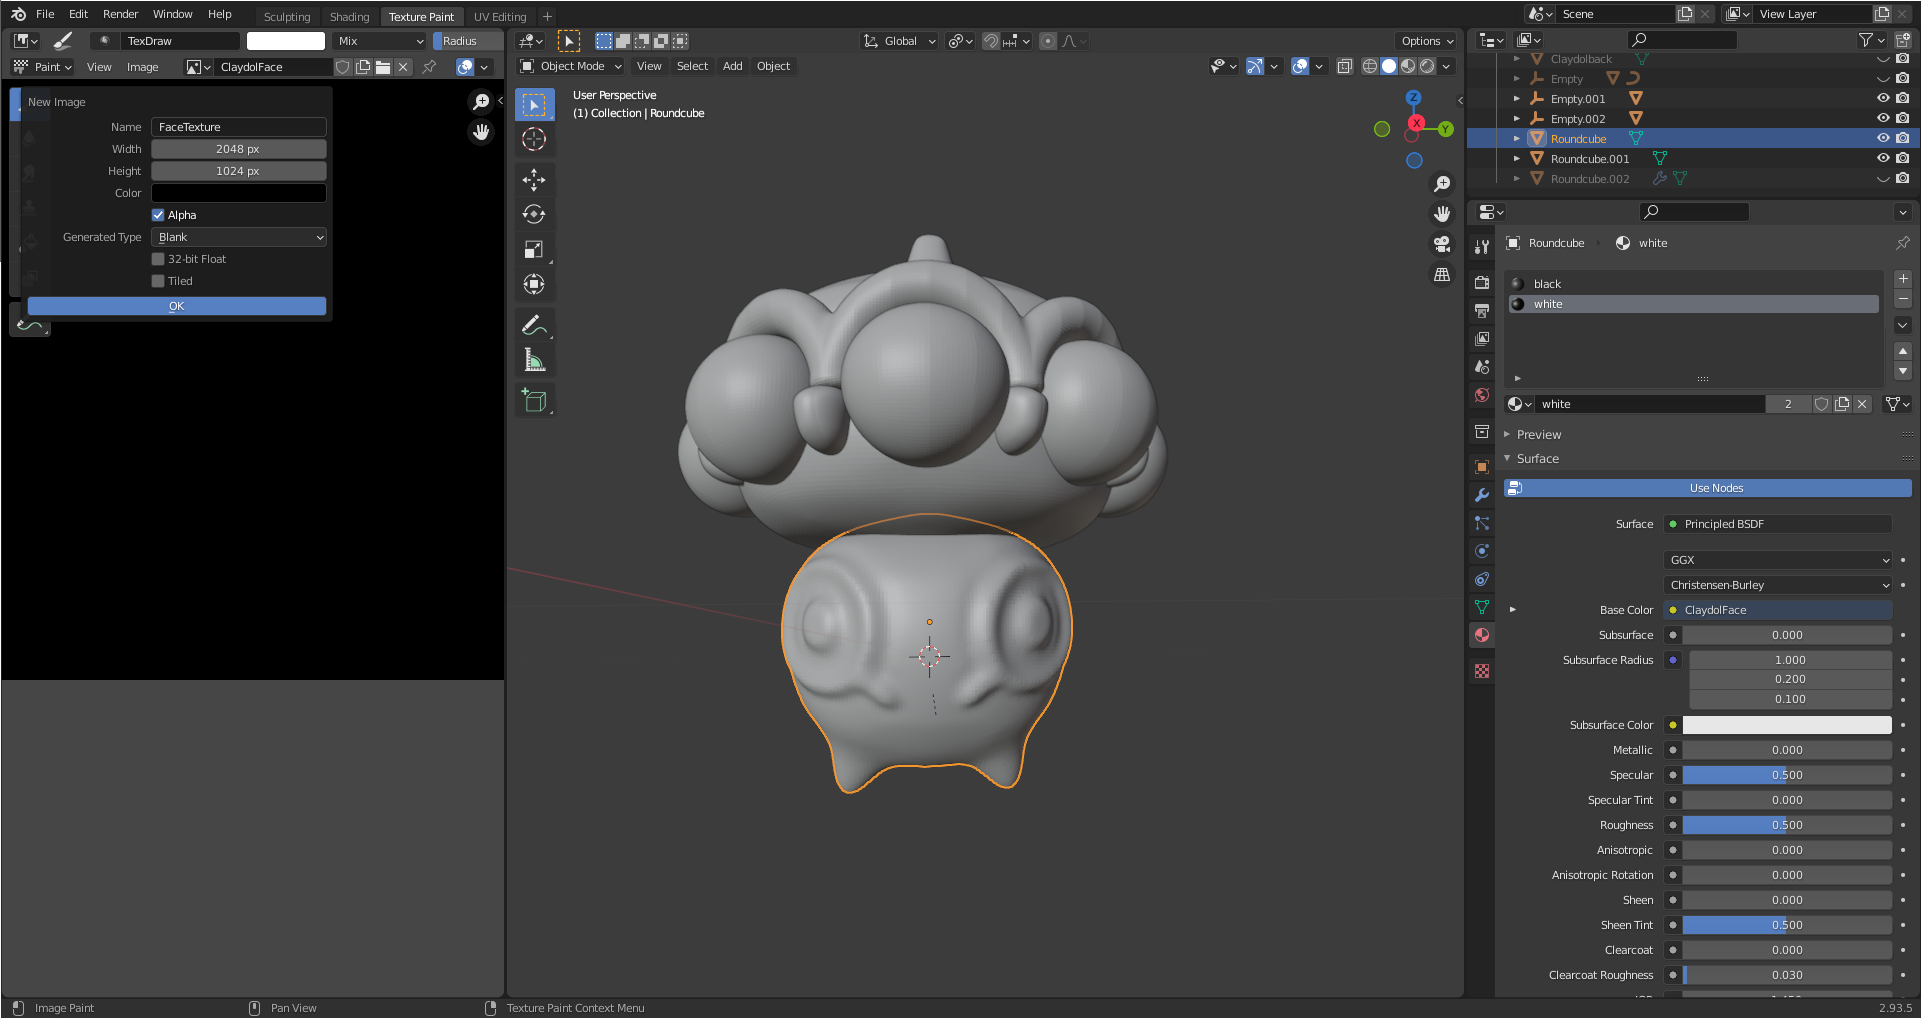 File Edit Render Window Help
Sculpting Shading Texture Paint UV Editing +
Scene
View Layer
TexDraw Mix Radius
Global Options
Paint View Image ClaydolFace
Object Mode View Select Add Object
New Image
Name FaceTexture
Width 2048 px
Height 1024 px
Color
Alpha
Generated Type Blank
32-bit Float
Tiled
OK
User Perspective
(1) Collection | Roundcube
Z
X
Y
Claydolback
Empty
Empty.001
Empty.002
Roundcube
Roundcube.001
Roundcube.002
Roundcube white
black
white
white 2
Preview
Surface
Use Nodes
Surface Principled BSDF
GGX
Christensen-Burley
Base Color ClaydolFace
Subsurface 0.000
Subsurface Radius 1.000
0.200
0.100
Subsurface Color
Metallic 0.000
Specular 0.500
Specular Tint 0.000
Roughness 0.500
Anisotropic 0.000
Anisotropic Rotation 0.000
Sheen 0.000
Sheen Tint 0.500
Clearcoat 0.000
Clearcoat Roughness 0.030
Image Paint Pan View Texture Paint Context Menu 2.93.5